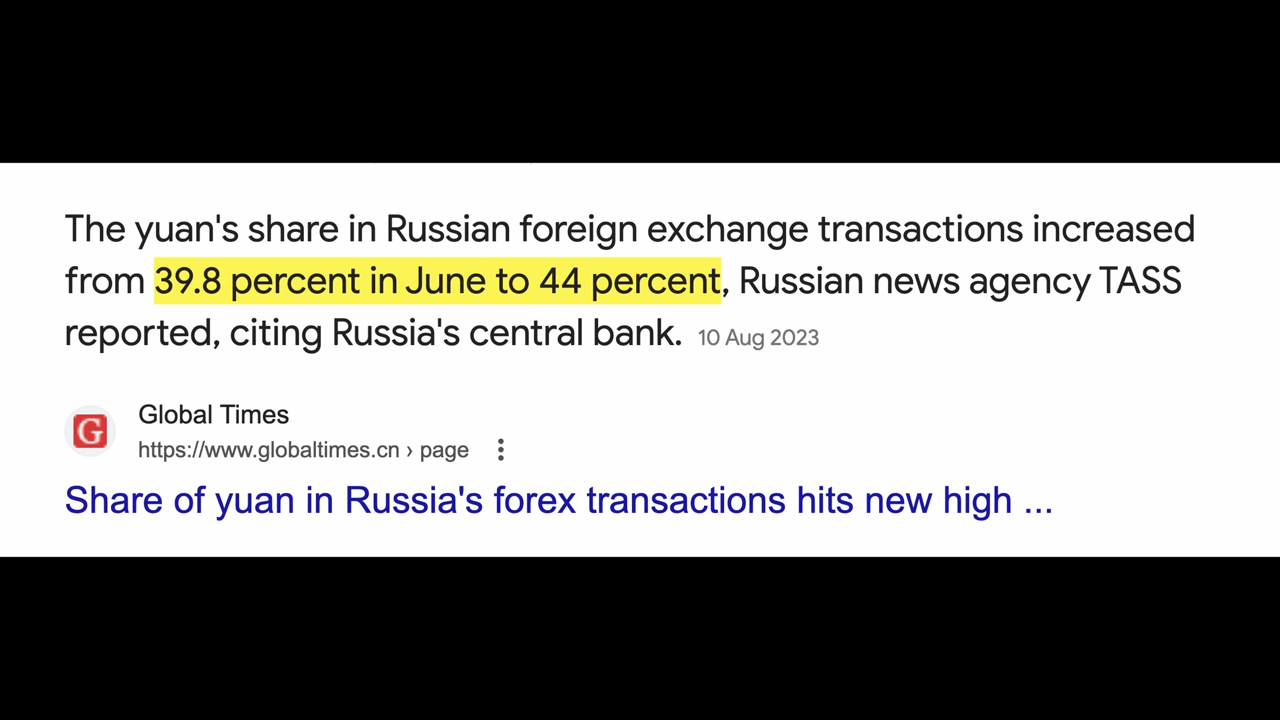 The yuan's share in Russian foreign exchange transactions increased
from 39.8 percent in June to 44 percent, Russian news agency TASS
reported, citing Russia's central bank. 10 Aug 2023
G
Global Times
https://www.globaltimes.cn › page
Share of yuan in Russia's forex transactions hits new high ...